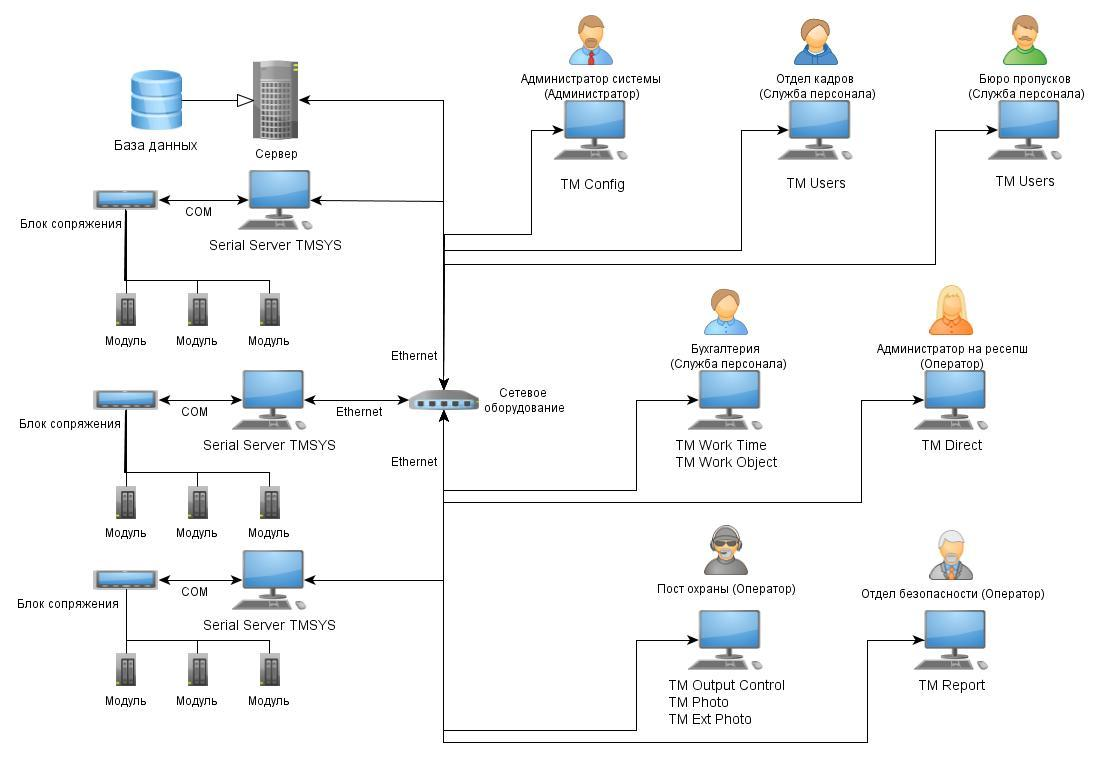 Администратор системы
(Администратор)
Отдел кадров
(Служба персонала)
Бюро пропусков
(Служба персонала)
База данных
Сервер
TM Config
TM Users
TM Users
COM
Блок сопряжения
Serial Server TMSYS
Модуль
Модуль
Модуль
Ethernet
Бухгалтерия
(Служба персонала)
Администратор на ресепш
(Оператор)
COM
Ethernet
Сетевое
оборудование
Блок сопряжения
Serial Server TMSYS
TM Work Time
TM Work Object
TM Direct
Ethernet
Модуль
Модуль
Модуль
Пост охраны (Оператор)
Отдел безопасности (Оператор)
COM
Блок сопряжения
Serial Server TMSYS
Модуль
Модуль
Модуль
TM Output Control
TM Photo
TM Ext Photo
TM Report